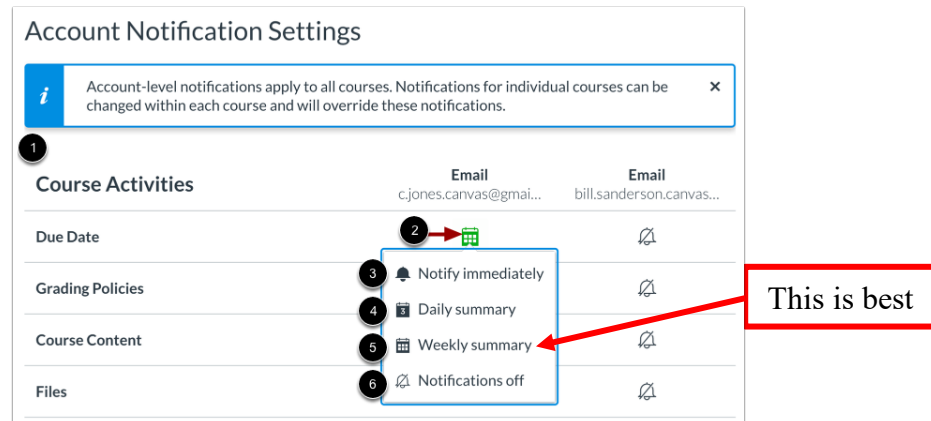 Account Notification Settings
i
Account-level notifications apply to all courses. Notifications for individual courses can be ×
changed within each course and will override these notifications.
1
Course Activities
Email
c.jones.canvas@gmai...
Email
bill.sanderson.canvas...
Due Date
2
3 Notify immediately
Grading Policies
4 3 Daily summary
This is best
Course Content
5 Weekly summary
6 Notifications off
Files